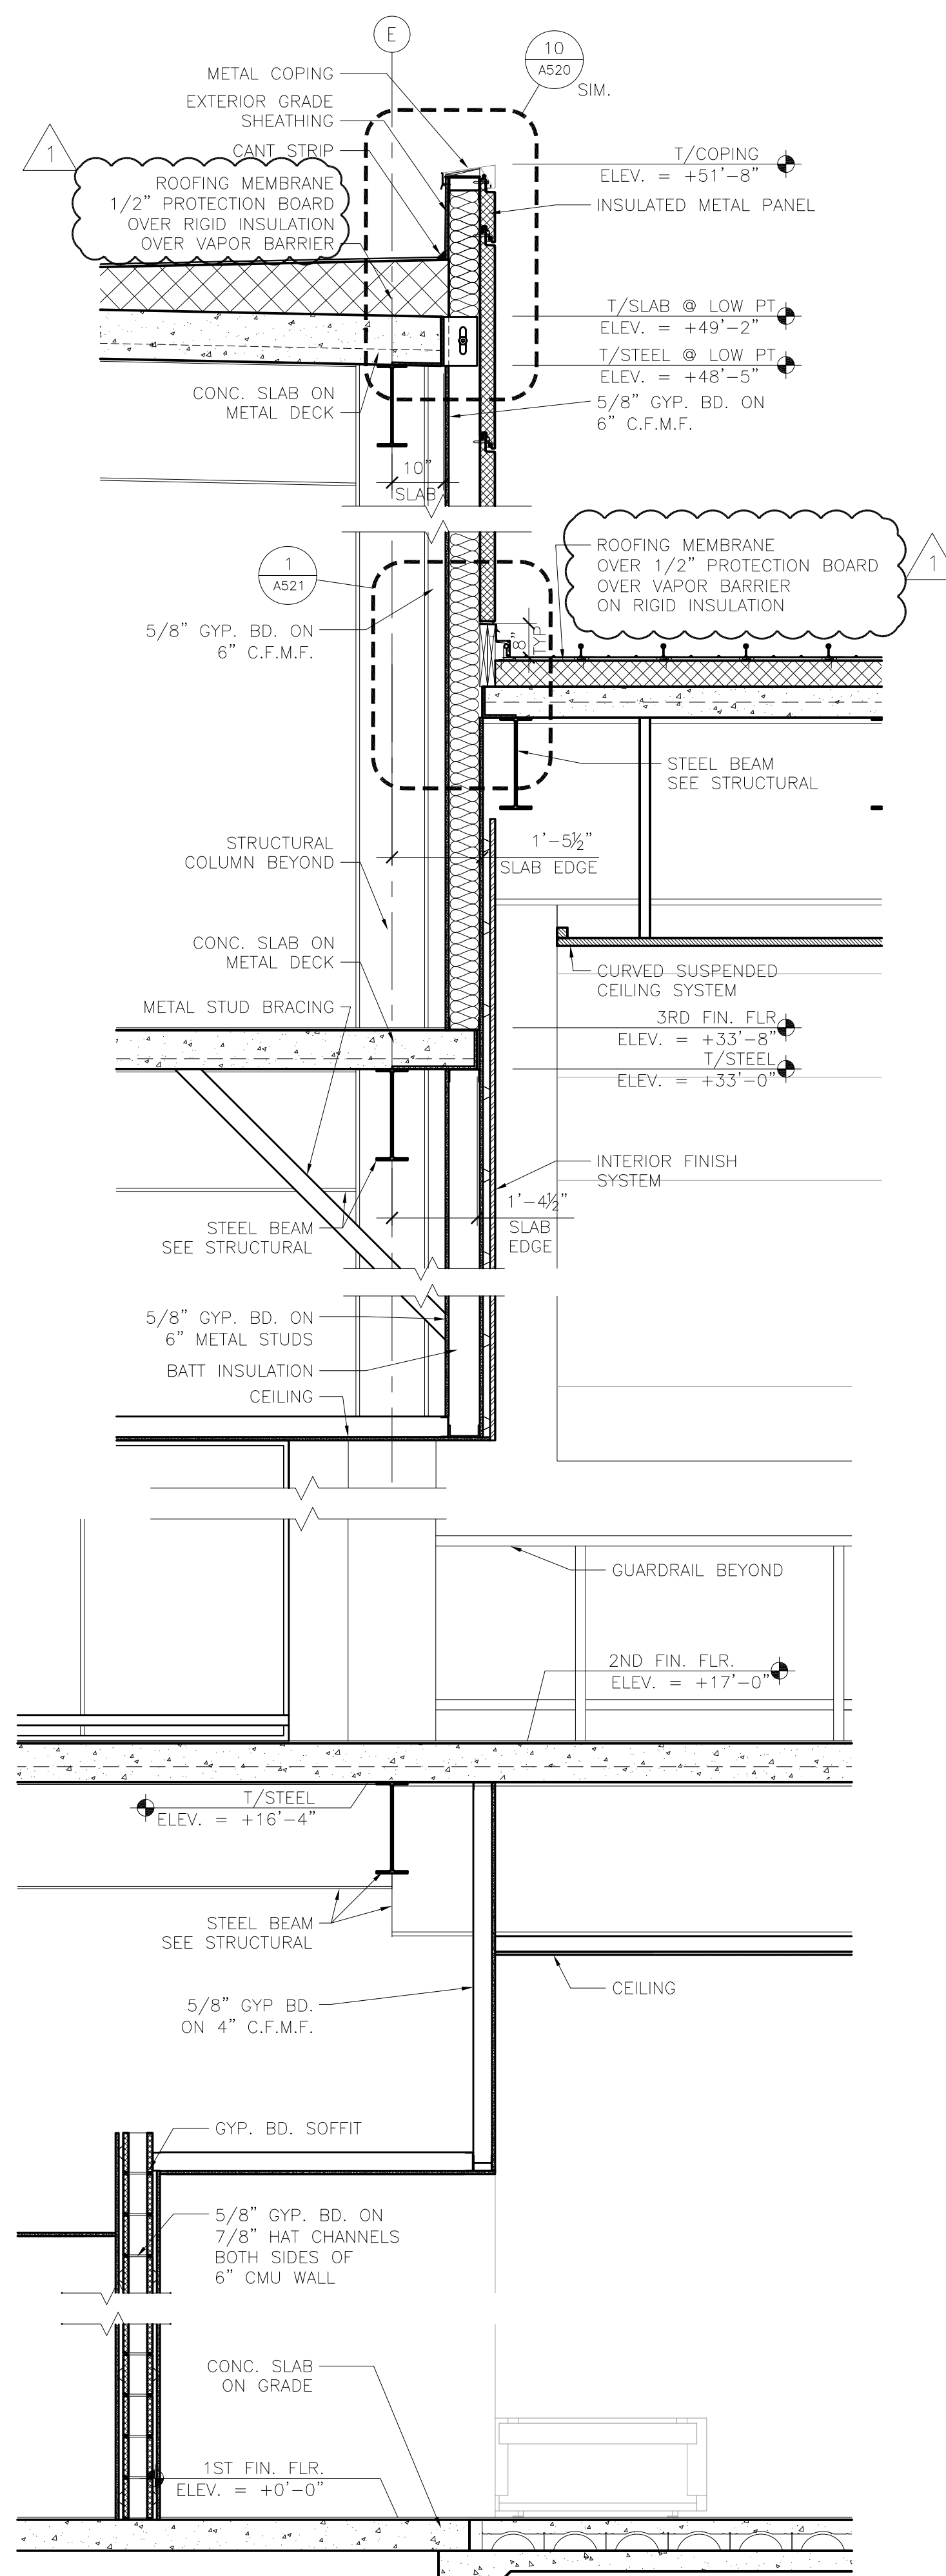 E
10
A520
SIM.
METAL COPING
EXTERIOR GRADE
SHEATHING
CANT STRIP
1
ROOFING MEMBRANE
1/2" PROTECTION BOARD
OVER RIGID INSULATION
OVER VAPOR BARRIER
T/COPING
ELEV. = +51'-8"
INSULATED METAL PANEL
T/SLAB @ LOW PT
ELEV. = +49'-2"
T/STEEL @ LOW PT
ELEV. = +48'-5"
CONC. SLAB ON
METAL DECK
5/8" GYP. BD. ON
6" C.F.M.F.
10"
SLAB
1
A521
ROOFING MEMBRANE
OVER 1/2" PROTECTION BOARD
OVER VAPOR BARRIER
ON RIGID INSULATION
1
5/8" GYP. BD. ON
6" C.F.M.F.
8"
TYP
STEEL BEAM
SEE STRUCTURAL
STRUCTURAL
COLUMN BEYOND
1'-5½"
SLAB EDGE
CONC. SLAB ON
METAL DECK
CURVED SUSPENDED
CEILING SYSTEM
METAL STUD BRACING
3RD FIN. FLR
ELEV. = +33'-8"
T/STEEL
ELEV. = +33'-0"
INTERIOR FINISH
SYSTEM
1'-4½"
SLAB
EDGE
STEEL BEAM
SEE STRUCTURAL
5/8" GYP. BD. ON
6" METAL STUDS
BATT INSULATION
CEILING
GUARDRAIL BEYOND
2ND FIN. FLR.
ELEV. = +17'-0"
T/STEEL
ELEV. = +16'-4"
STEEL BEAM
SEE STRUCTURAL
CEILING
5/8" GYP BD.
ON 4" C.F.M.F.
GYP. BD. SOFFIT
5/8" GYP. BD. ON
7/8" HAT CHANNELS
BOTH SIDES OF
6" CMU WALL
CONC. SLAB
ON GRADE
1ST FIN. FLR.
ELEV. = +0'-0"